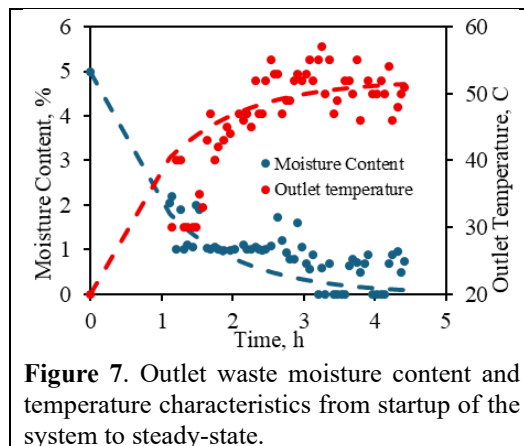 6
5
4
3
2
1
0
Moisture Content, %
60
50
40
30
20
Outlet Temperature, C
Moisture Content
Outlet temperature
0 1 2 3 4 5
Time, h
Figure 7. Outlet waste moisture content and
temperature characteristics from startup of the
system to steady-state.